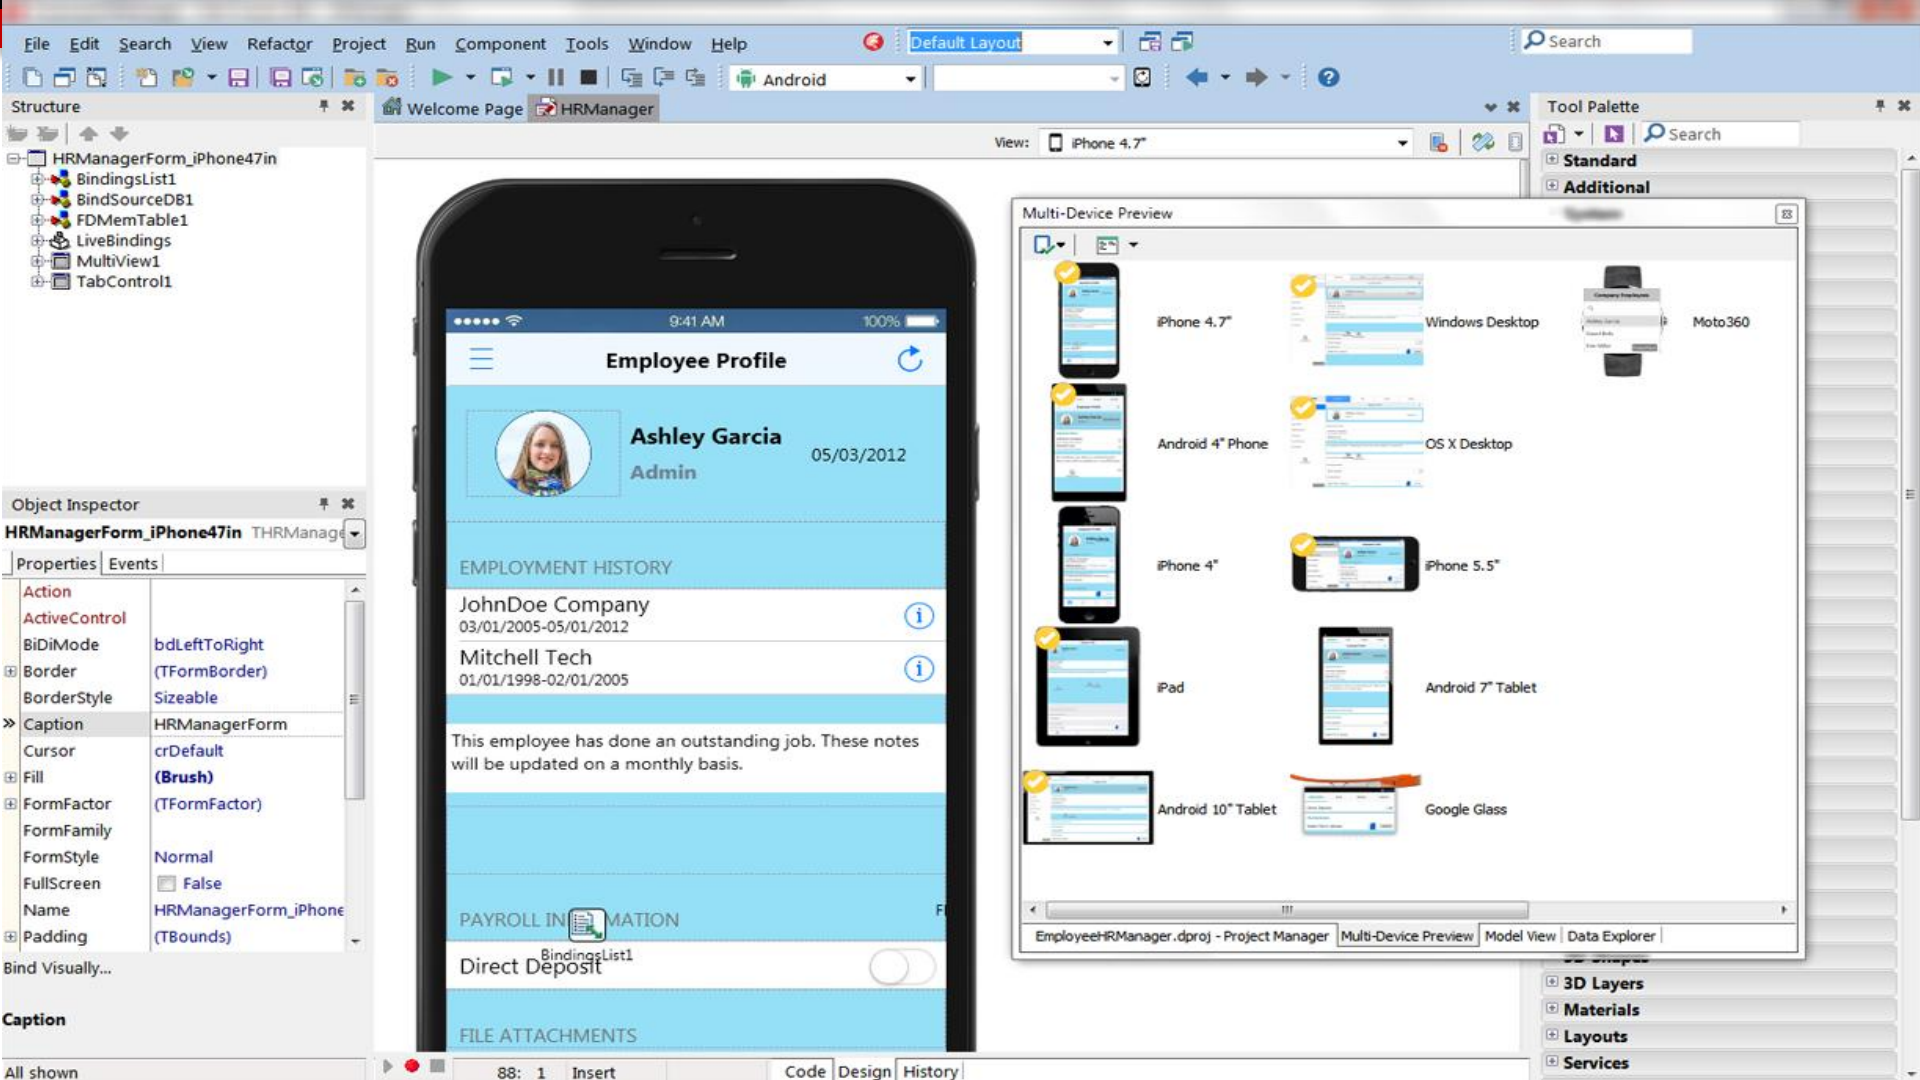 File Edit Search View Refactor Project Run Component Tools Window Help
Default Layout
Search
Android
Structure
HRManagerForm_iPhone47in
BindingsList1
BindSourceDB1
FDMemTable1
LiveBindings
MultiView1
TabControl1
Object Inspector
HRManagerForm_iPhone47in THRManage
Properties Events
Action
ActiveControl
BiDiMode bdLeftToRight
Border (TFormBorder)
BorderStyle Sizeable
Caption HRManagerForm
Cursor crDefault
Fill (Brush)
FormFactor (TFormFactor)
FormFamily
FormStyle Normal
FullScreen False
Name HRManagerForm_iPhone
Padding (TBounds)
Bind Visually...
Caption
All shown
Welcome Page HRManager
View: iPhone 4.7"
9:41 AM 100%
Employee Profile
Ashley Garcia
Admin
05/03/2012
EMPLOYMENT HISTORY
JohnDoe Company
03/01/2005-05/01/2012
Mitchell Tech
01/01/1998-02/01/2005
This employee has done an outstanding job. These notes
will be updated on a monthly basis.
PAYROLL IN MATION
BindingsList1
Direct Deposit
FILE ATTACHMENTS
88: 1 Insert
Code Design History
Multi-Device Preview
iPhone 4.7"
Windows Desktop
Moto360
Android 4" Phone
OS X Desktop
iPhone 4"
iPhone 5.5"
iPad
Android 7" Tablet
Android 10" Tablet
Google Glass
EmployeeHRManager.dproj - Project Manager Multi-Device Preview Model View Data Explorer
Tool Palette
Search
Standard
Additional
3D Layers
Materials
Layouts
Services